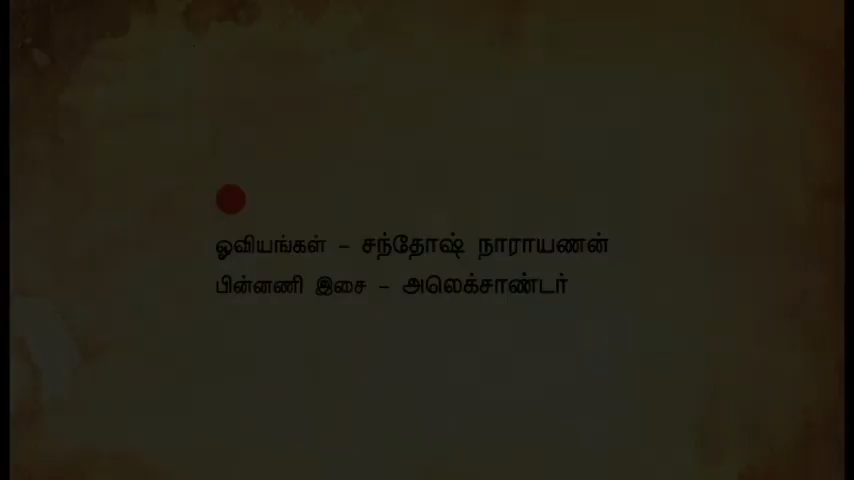 ஓவியங்கள் – சந்தோஷ் நாராயணன்
பின்னணி இசை – அலெக்சாண்டர்